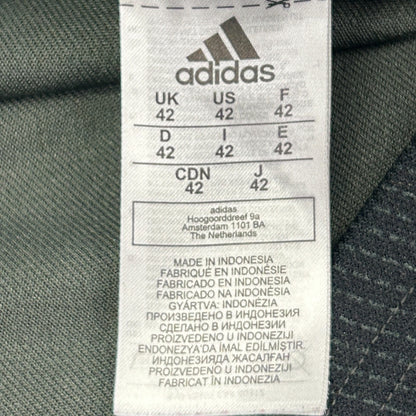 adidas
UK US F
42 42 42
D I E
42 42 42
CDN J
42 42
adidas
Hoogoorddreef 9a
Amsterdam 1101 BA
The Netherlands
MADE IN INDONESIA
FABRIQUÉ EN INDONÉSIE
FABRICADO EN INDONESIA
FABRICADO NA INDONÉSIA
GYÁRTVA: INDONÉZIA
ПРОИЗВЕДЕНО В ИНДОНЕЗИЯ
СДЕЛАНО В ИНДОНЕЗИИ
PROIZVEDENO U INDONEZIJI
ENDONEZYA'DA İMAL EDİLMİŞTİR.
ИНДОНЕЗИЯДА ЖАСАЛҒАН
PROIZVEDENO U INDONEZIJI
FABRICAT ÎN INDONEZIA